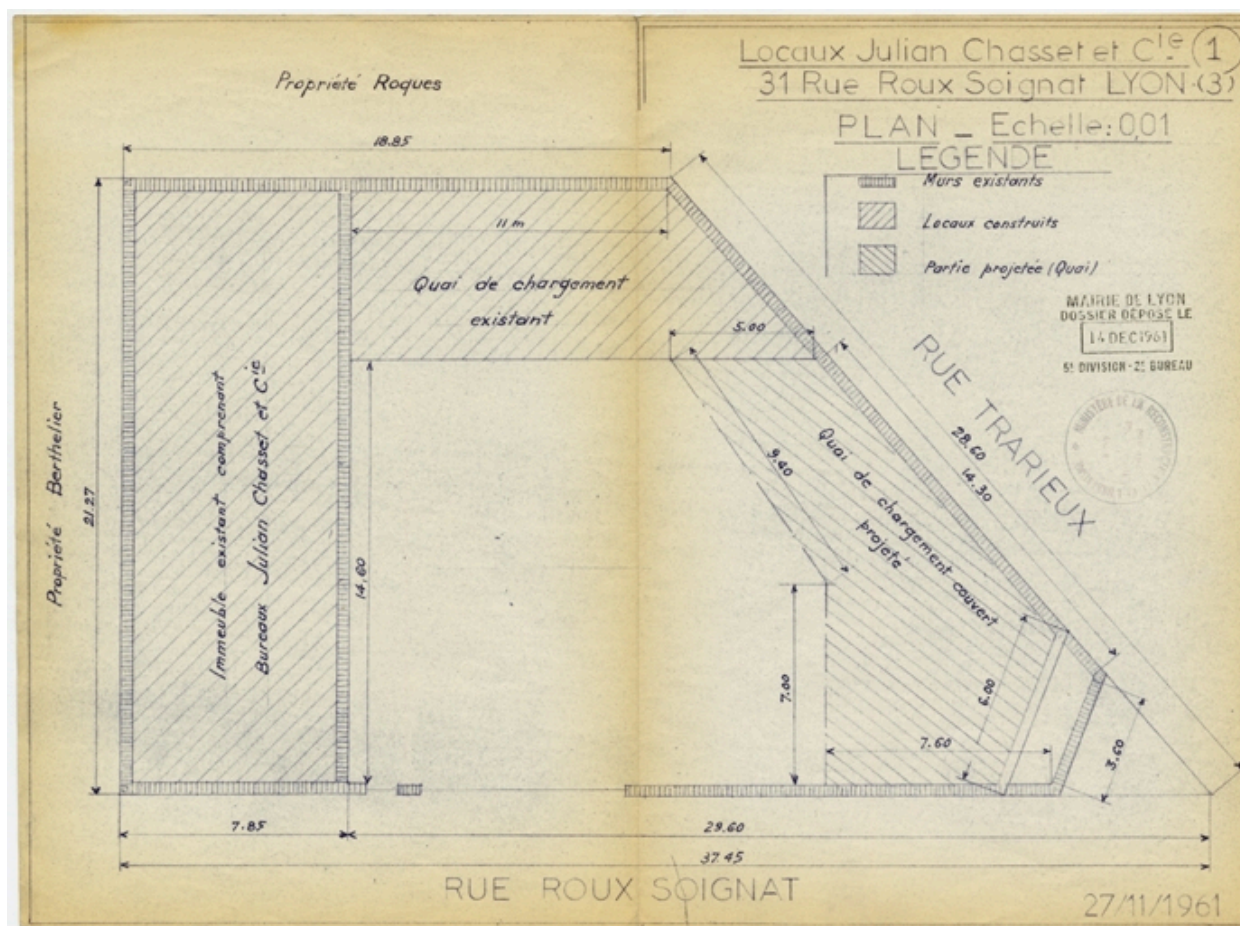 Locaux Julian Chasset et Cie 1
31 Rue Roux Soignat LYON-(3)
PLAN _ Echelle: 0,01
LEGENDE
Murs existants
Locaux construits
Partie projetée (Quai)
MAIRIE DE LYON
DOSSIER DÉPOSÉ LE
14 DEC 1961
5E DIVISION - 2E BUREAU
MINISTÈRE DE LA
Propriété Roques
18.85
11 m
Quai de chargement
existant
5.00
RUE TRARIEUX
28.60
14.30
9.40
Quai de chargement couvert
projeté
Propriété Berthelier
21.27
Immeuble existant comprenant
Bureaux Julian Chasset et Cie
14.60
7.00
6.00
7.60
3.60
7.85
29.60
37.45
RUE ROUX SOIGNAT
27/11/1961